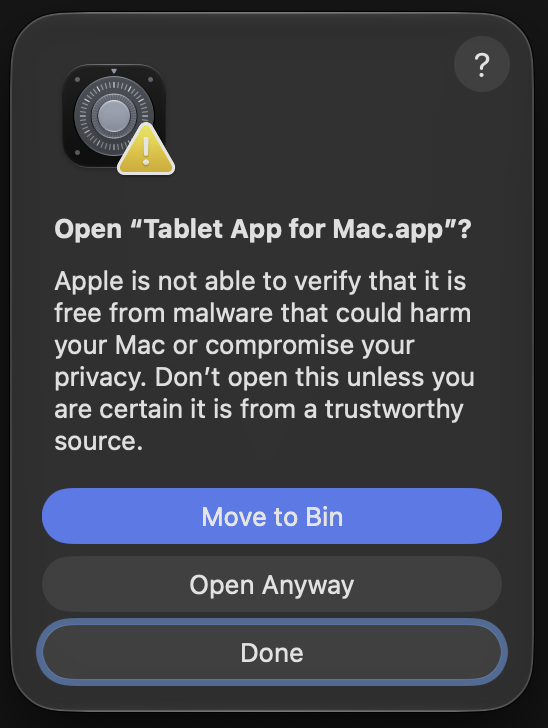 ?
Open “Tablet App for Mac.app”?
Apple is not able to verify that it is
free from malware that could harm
your Mac or compromise your
privacy. Don’t open this unless you
are certain it is from a trustworthy
source.
Move to Bin
Open Anyway
Done